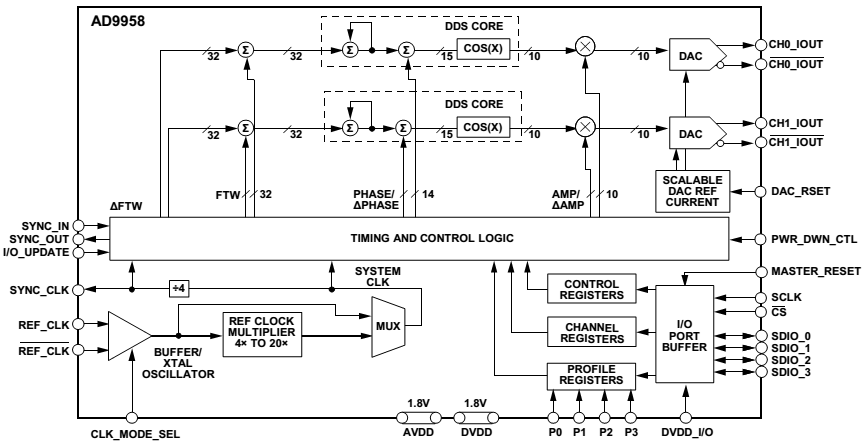 AD9958
DDS CORE
32
Σ
32
Σ
Σ
15
COS(X)
10
10
DAC
CH0_IOUT
CH0_IOUT
DDS CORE
32
Σ
32
Σ
Σ
15
COS(X)
10
10
DAC
CH1_IOUT
CH1_IOUT
SCALABLE
DAC REF
CURRENT
DAC_RSET
ΔFTW
FTW
32
PHASE/
ΔPHASE
14
AMP/
ΔAMP
10
SYNC_IN
SYNC_OUT
I/O_UPDATE
TIMING AND CONTROL LOGIC
PWR_DWN_CTL
SYNC_CLK
÷4
SYSTEM
CLK
MASTER_RESET
REF_CLK
REF_CLK
BUFFER/
XTAL
OSCILLATOR
REF CLOCK
MULTIPLIER
4× TO 20×
MUX
CONTROL
REGISTERS
CHANNEL
REGISTERS
PROFILE
REGISTERS
I/O
PORT
BUFFER
SCLK
CS
SDIO_0
SDIO_1
SDIO_2
SDIO_3
CLK_MODE_SEL
1.8V
AVDD
1.8V
DVDD
P0
P1
P2
P3
DVDD_I/O